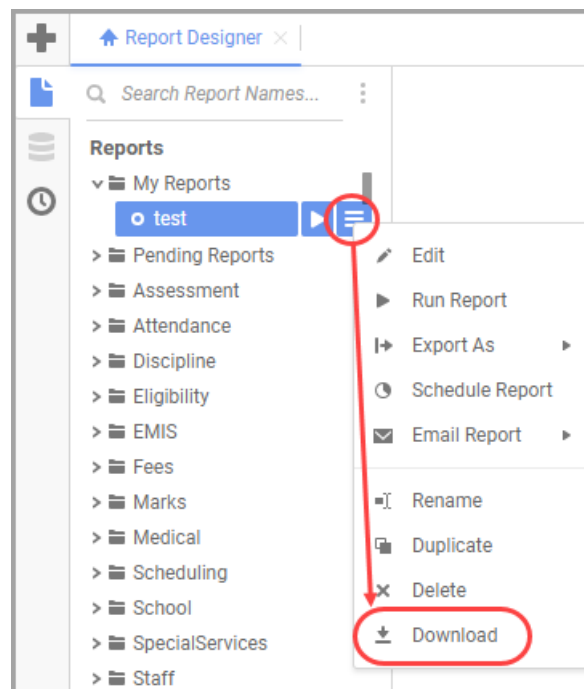 Report Designer
Search Report Names...
Reports
My Reports
test
Pending Reports
Assessment
Attendance
Discipline
Eligibility
EMIS
Fees
Marks
Medical
Scheduling
School
SpecialServices
Staff
Edit
Run Report
Export As
Schedule Report
Email Report
Rename
Duplicate
Delete
Download